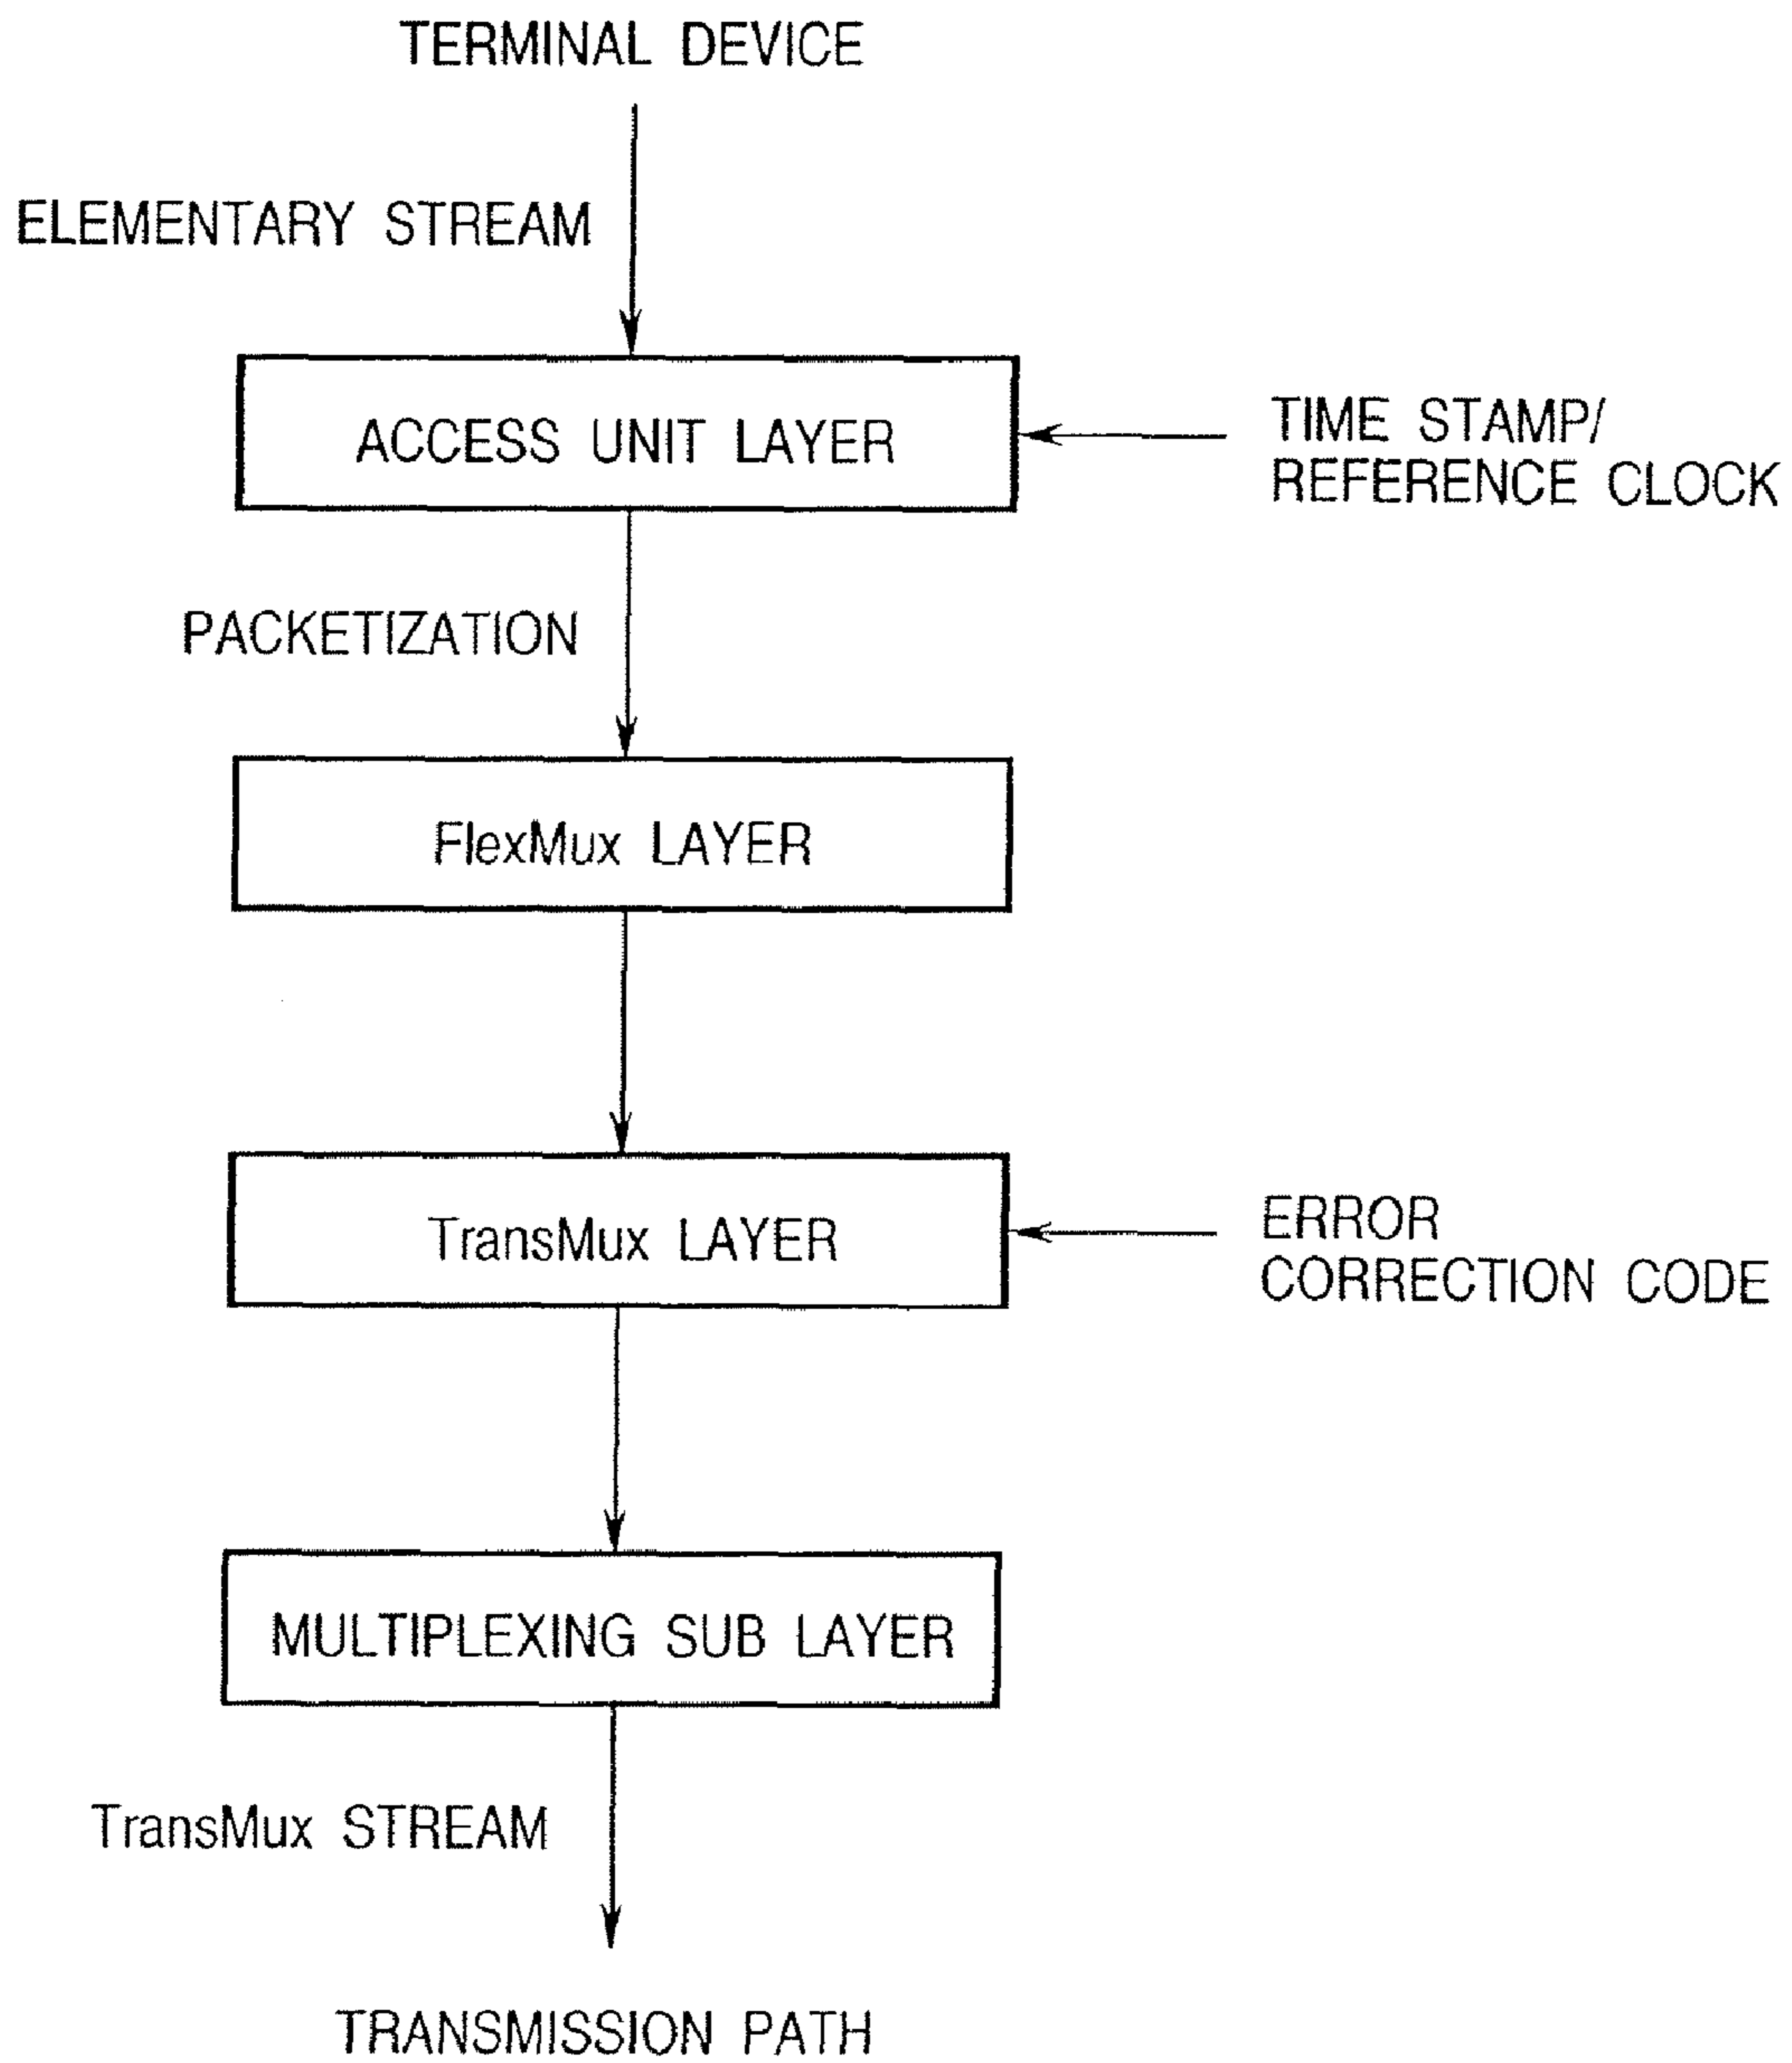 TERMINAL DEVICE
ELEMENTARY STREAM
ACCESS UNIT LAYER
TIME STAMP/
REFERENCE CLOCK
PACKETIZATION
FlexMux LAYER
TransMux LAYER
ERROR
CORRECTION CODE
MULTIPLEXING SUB LAYER
TransMux STREAM
TRANSMISSION PATH